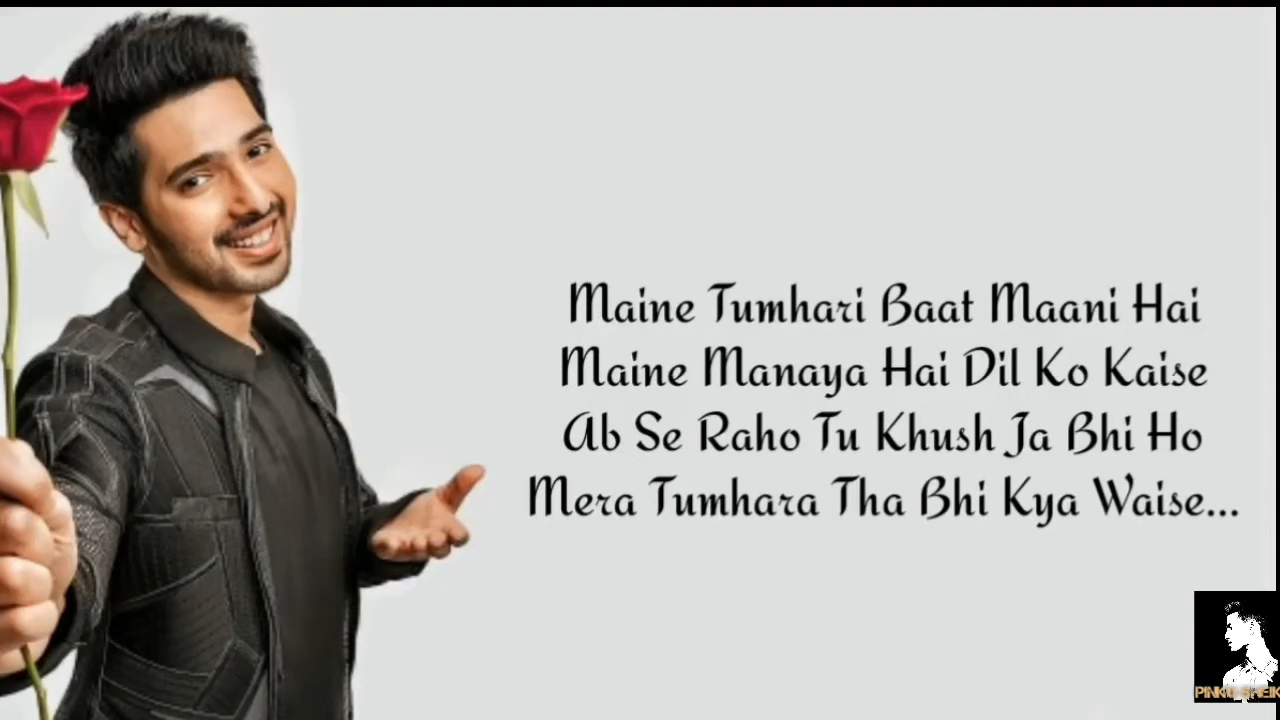 Maine Tumhari Baat Maani Hai
Maine Manaya Hai Dil Ko Kaise
Ab Se Raho Tu Khush Ja Bhi Ho
Mera Tumhara Tha Bhi Kya Waise...